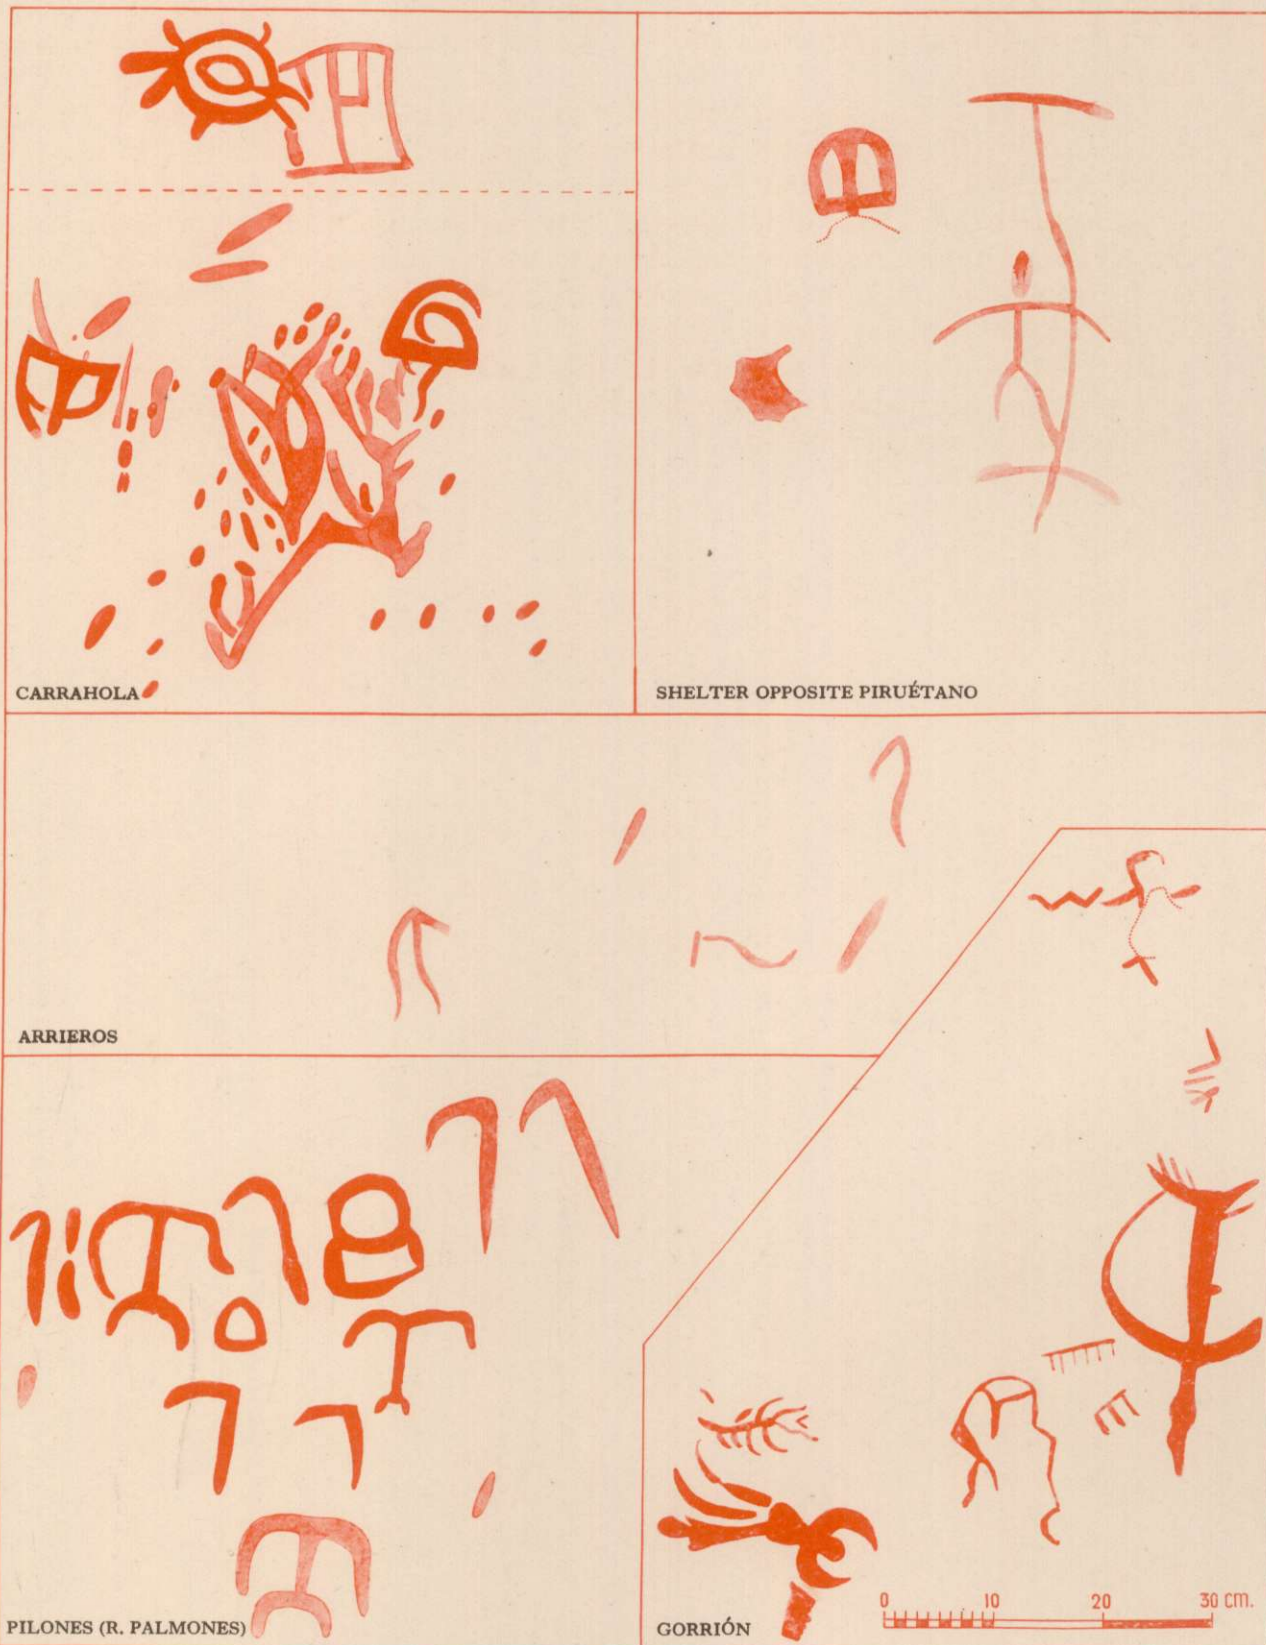 CARRAHOLA
SHELTER OPPOSITE PIRUÉTANO
ARRIEROS
PILONES (R. PALMONES)
GORRIÓN
0 10 20 30 cm.